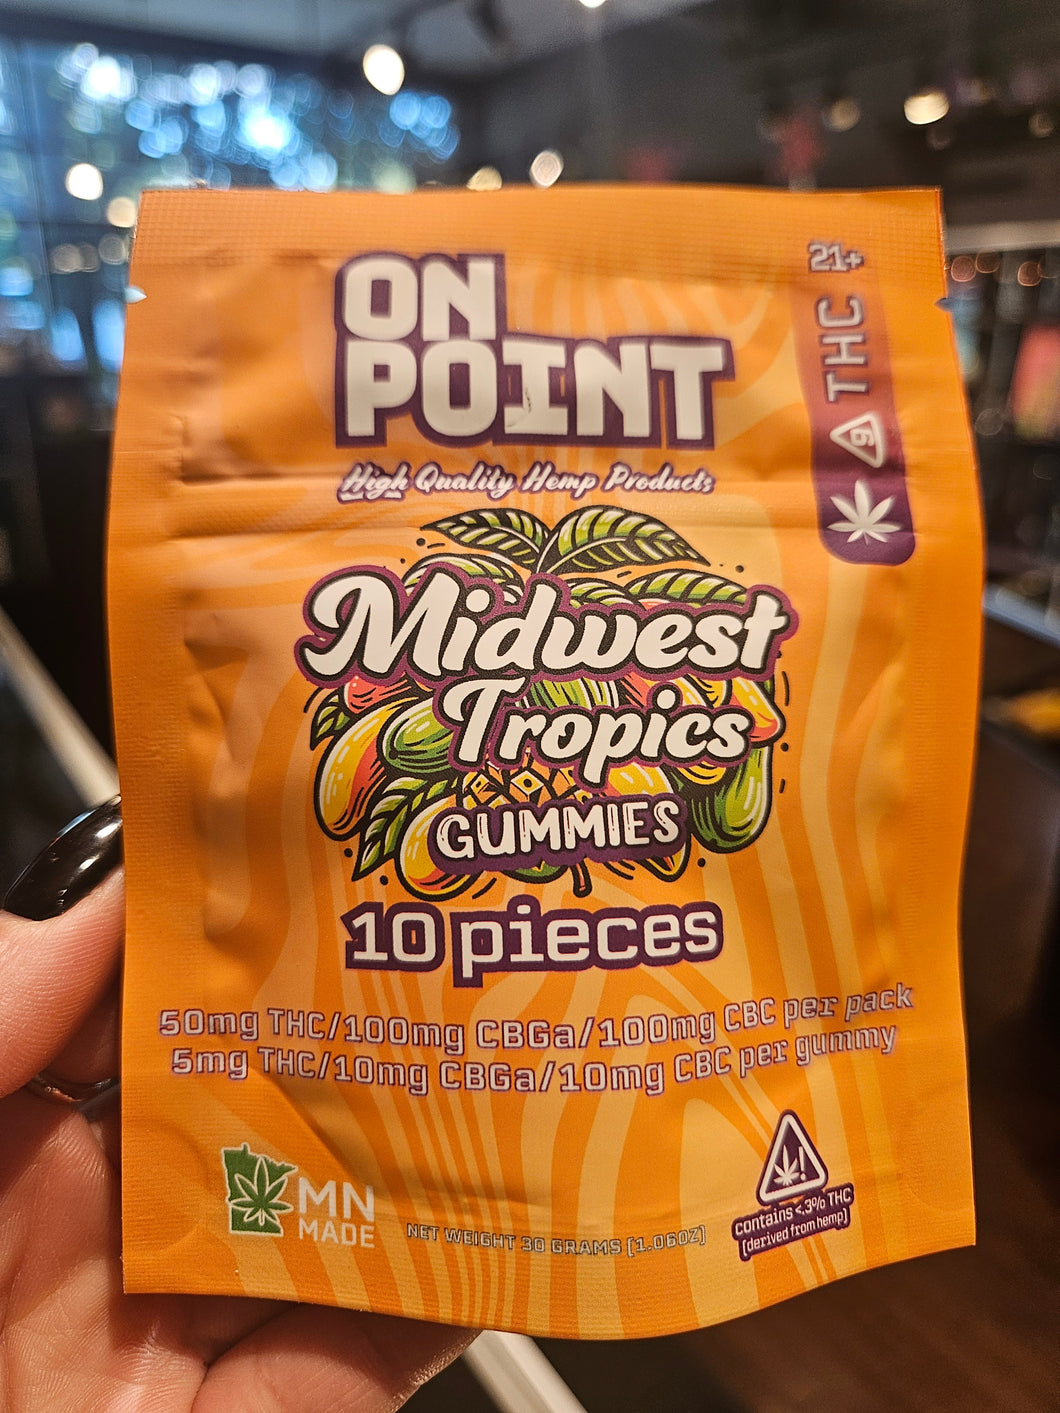 ON
POINT
High Quality Hemp Products
21+
THC
9
Midwest
Tropics
GUMMIES
10 pieces
50mg THC/100mg CBGa/100mg CBC per pack
5mg THC/10mg CBGa/10mg CBC per gummy
MN
MADE
NET WEIGHT 30 GRAMS [1.06OZ]
!
contains <.3% THC
(derived from hemp)